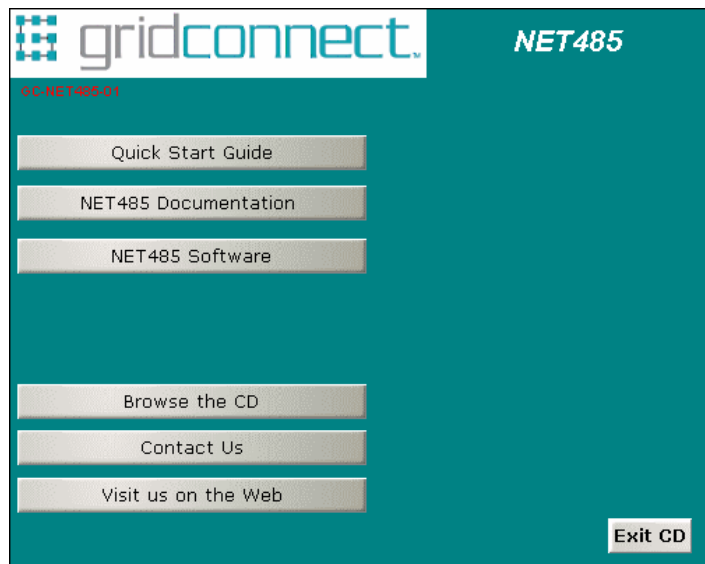 gridconnect™
NET485
GC-NET485-01
Quick Start Guide
NET485 Documentation
NET485 Software
Browse the CD
Contact Us
Visit us on the Web
Exit CD